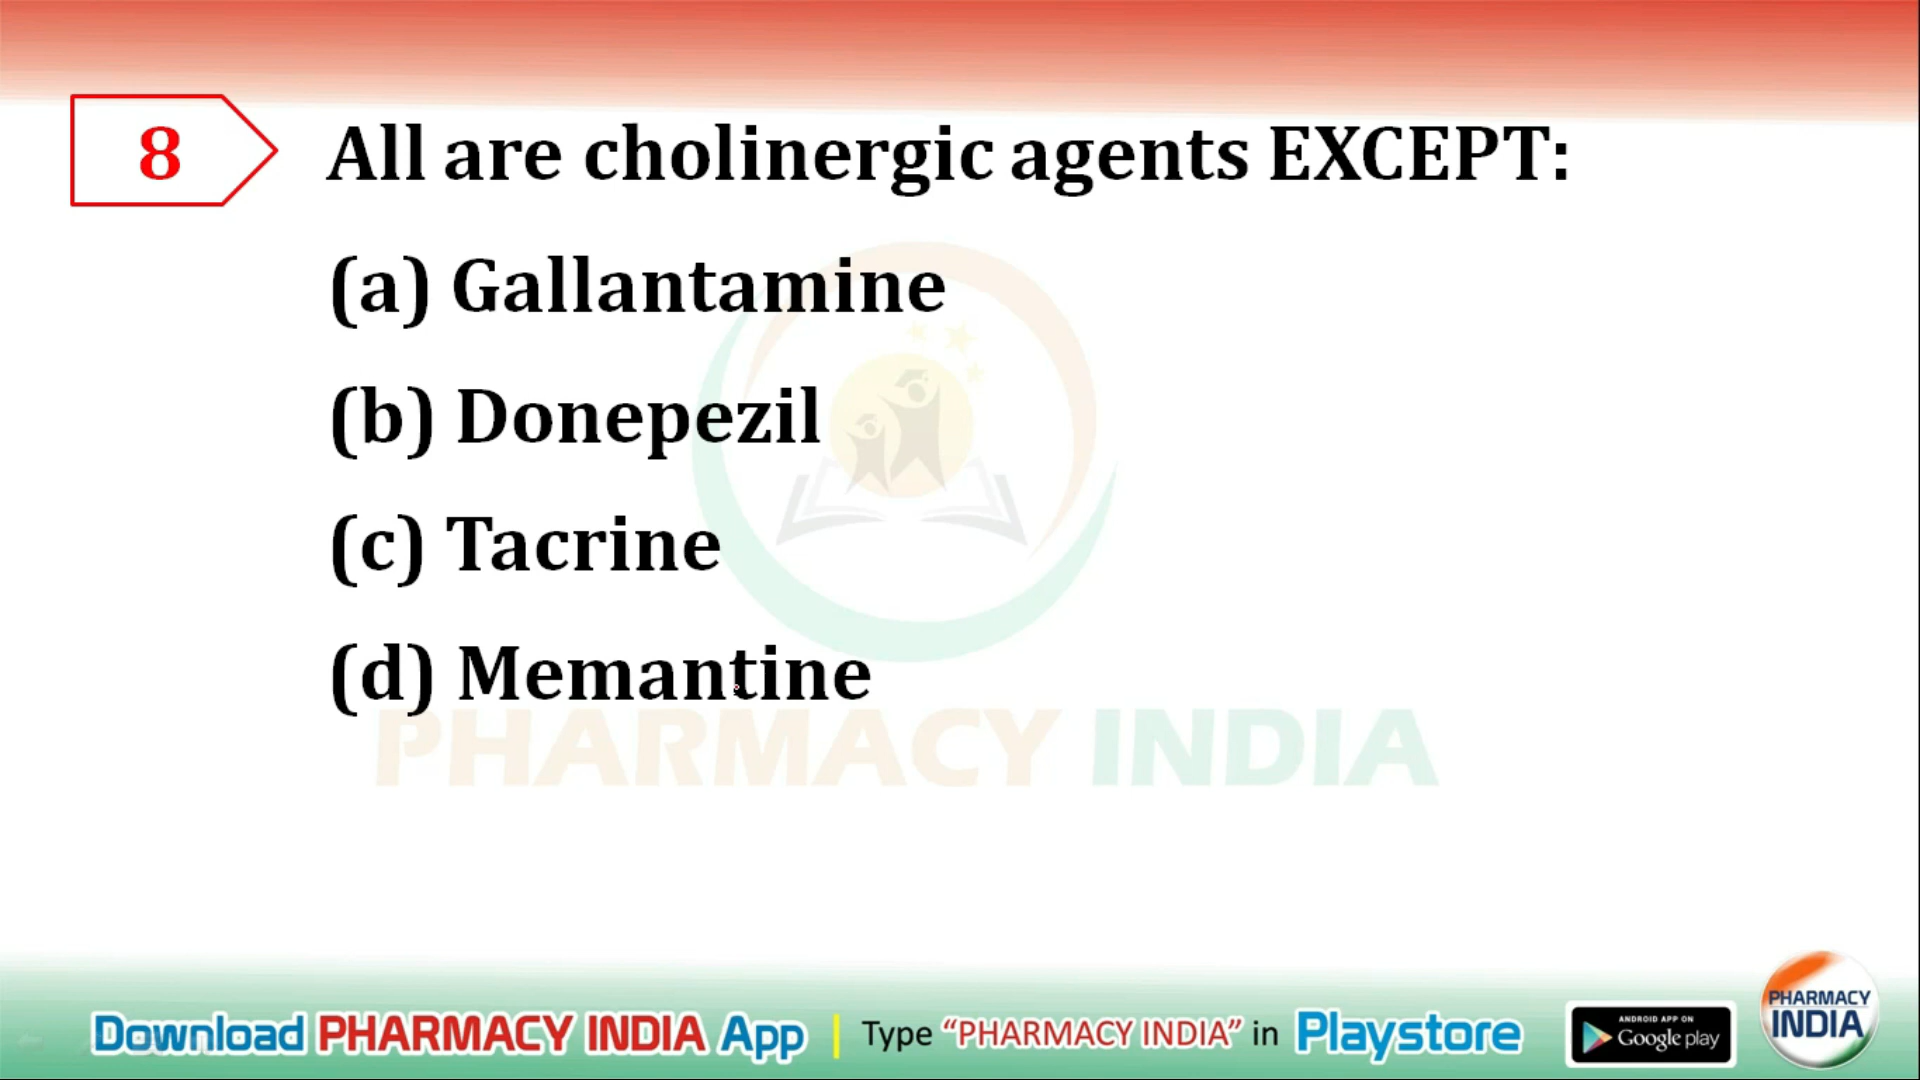 8 All are cholinergic agents EXCEPT:
(a) Gallantamine
(b) Donepezil
(c) Tacrine
(d) Memantine
PHARMACY INDIA
Download PHARMACY INDIA App | Type “PHARMACY INDIA” in Playstore
ANDROID APP ON
Google play
PHARMACY
INDIA